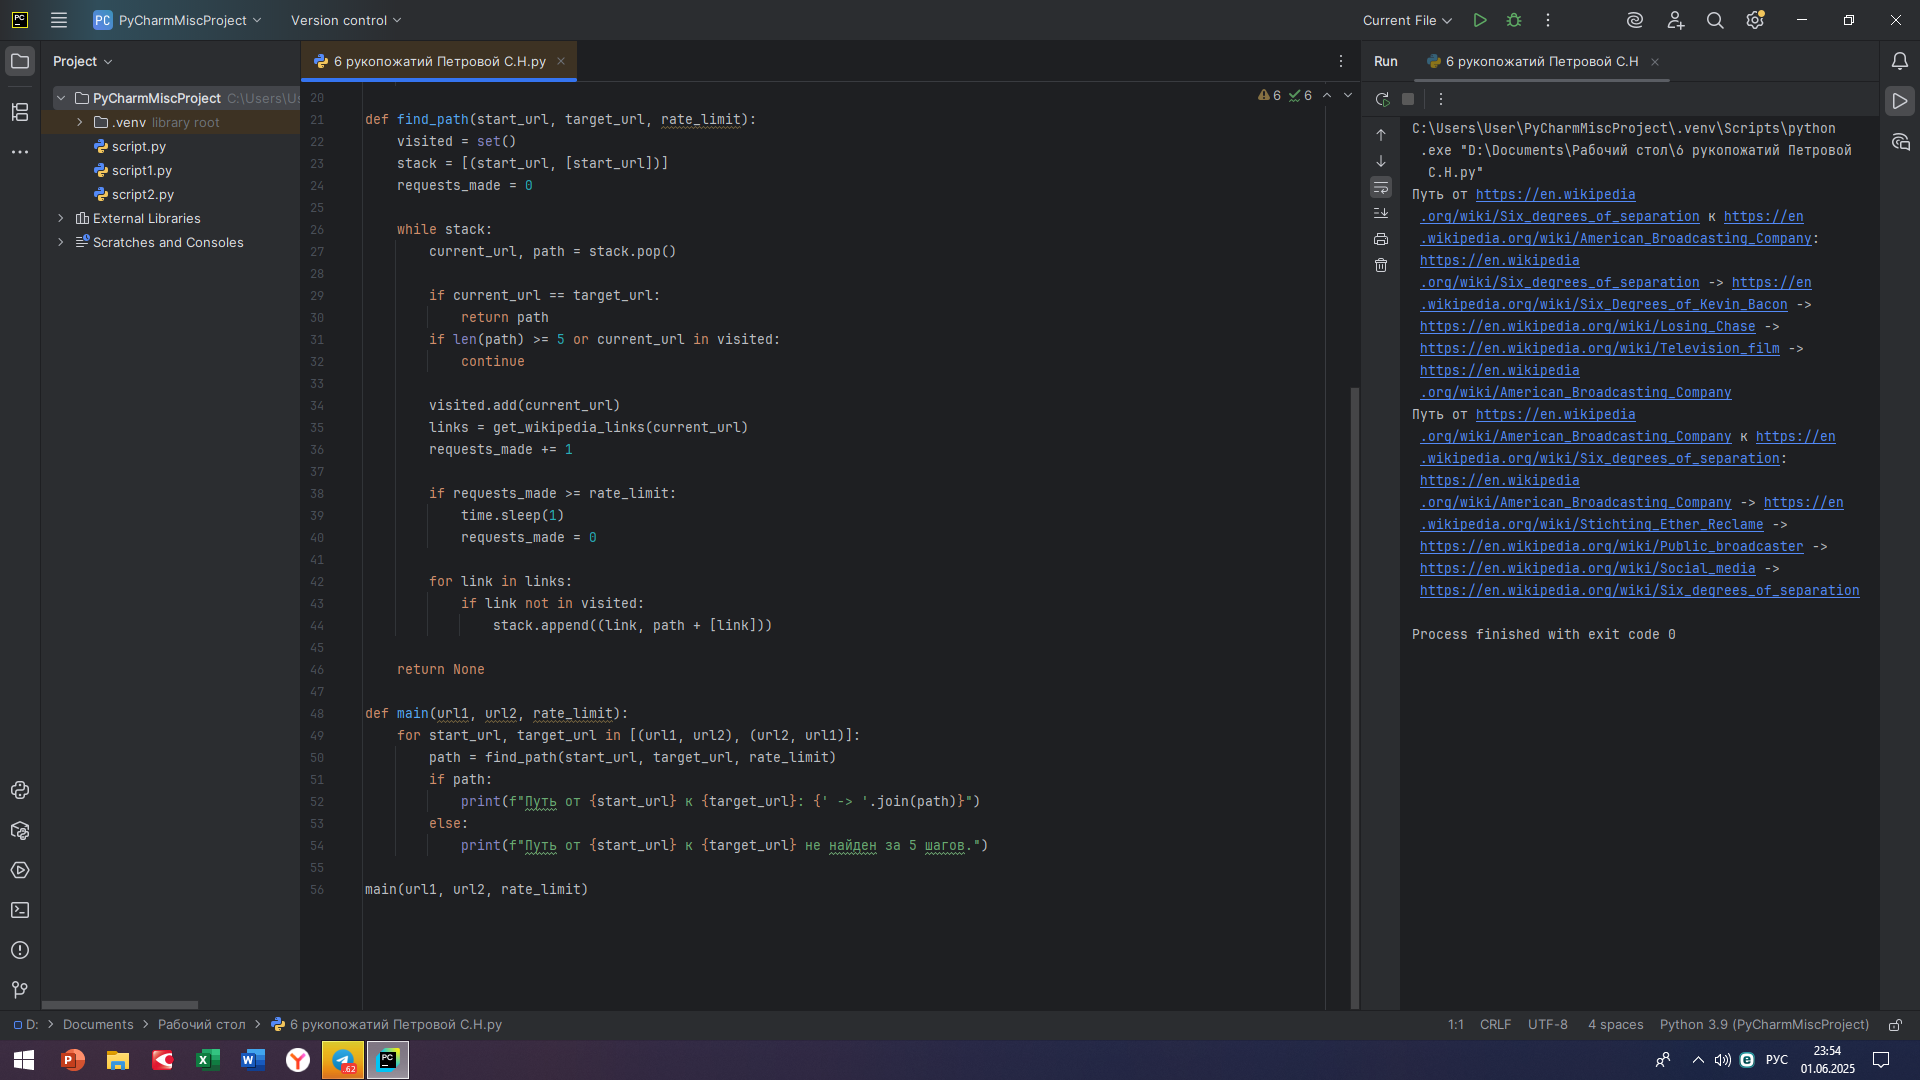 PC
PyCharmMiscProject
Version control
Current File
Project
6 рукопожатий Петровой С.Н.py
Run
6 рукопожатий Петровой С.Н
PyCharmMiscProject C:\Users\Us
.venv library root
script.py
script1.py
script2.py
External Libraries
Scratches and Consoles
6 6
20
21 def find_path(start_url, target_url, rate_limit):
22 visited = set()
23 stack = [(start_url, [start_url])]
24 requests_made = 0
25
26 while stack:
27 current_url, path = stack.pop()
28
29 if current_url == target_url:
30 return path
31 if len(path) >= 5 or current_url in visited:
32 continue
33
34 visited.add(current_url)
35 links = get_wikipedia_links(current_url)
36 requests_made += 1
37
38 if requests_made >= rate_limit:
39 time.sleep(1)
40 requests_made = 0
41
42 for link in links:
43 if link not in visited:
44 stack.append((link, path + [link]))
45
46 return None
47
48 def main(url1, url2, rate_limit):
49 for start_url, target_url in [(url1, url2), (url2, url1)]:
50 path = find_path(start_url, target_url, rate_limit)
51 if path:
52 print(f"Путь от {start_url} к {target_url}: {' -> '.join(path)}")
53 else:
54 print(f"Путь от {start_url} к {target_url} не найден за 5 шагов.")
55
56 main(url1, url2, rate_limit)
C:\Users\User\PyCharmMiscProject\.venv\Scripts\python
.exe "D:\Documents\Рабочий стол\6 рукопожатий Петровой
С.Н.py"
Путь от https://en.wikipedia
.org/wiki/Six_degrees_of_separation к https://en
.wikipedia.org/wiki/American_Broadcasting_Company:
https://en.wikipedia
.org/wiki/Six_degrees_of_separation -> https://en
.wikipedia.org/wiki/Six_Degrees_of_Kevin_Bacon ->
https://en.wikipedia.org/wiki/Losing_Chase ->
https://en.wikipedia.org/wiki/Television_film ->
https://en.wikipedia
.org/wiki/American_Broadcasting_Company
Путь от https://en.wikipedia
.org/wiki/American_Broadcasting_Company к https://en
.wikipedia.org/wiki/Six_degrees_of_separation:
https://en.wikipedia
.org/wiki/American_Broadcasting_Company -> https://en
.wikipedia.org/wiki/Stichting_Ether_Reclame ->
https://en.wikipedia.org/wiki/Public_broadcaster ->
https://en.wikipedia.org/wiki/Social_media ->
https://en.wikipedia.org/wiki/Six_degrees_of_separation
Process finished with exit code 0
D: > Documents > Рабочий стол > 6 рукопожатий Петровой С.Н.py
1:1 CRLF UTF-8 4 spaces Python 3.9 (PyCharmMiscProject)
62
PC
РУС
23:54
01.06.2025